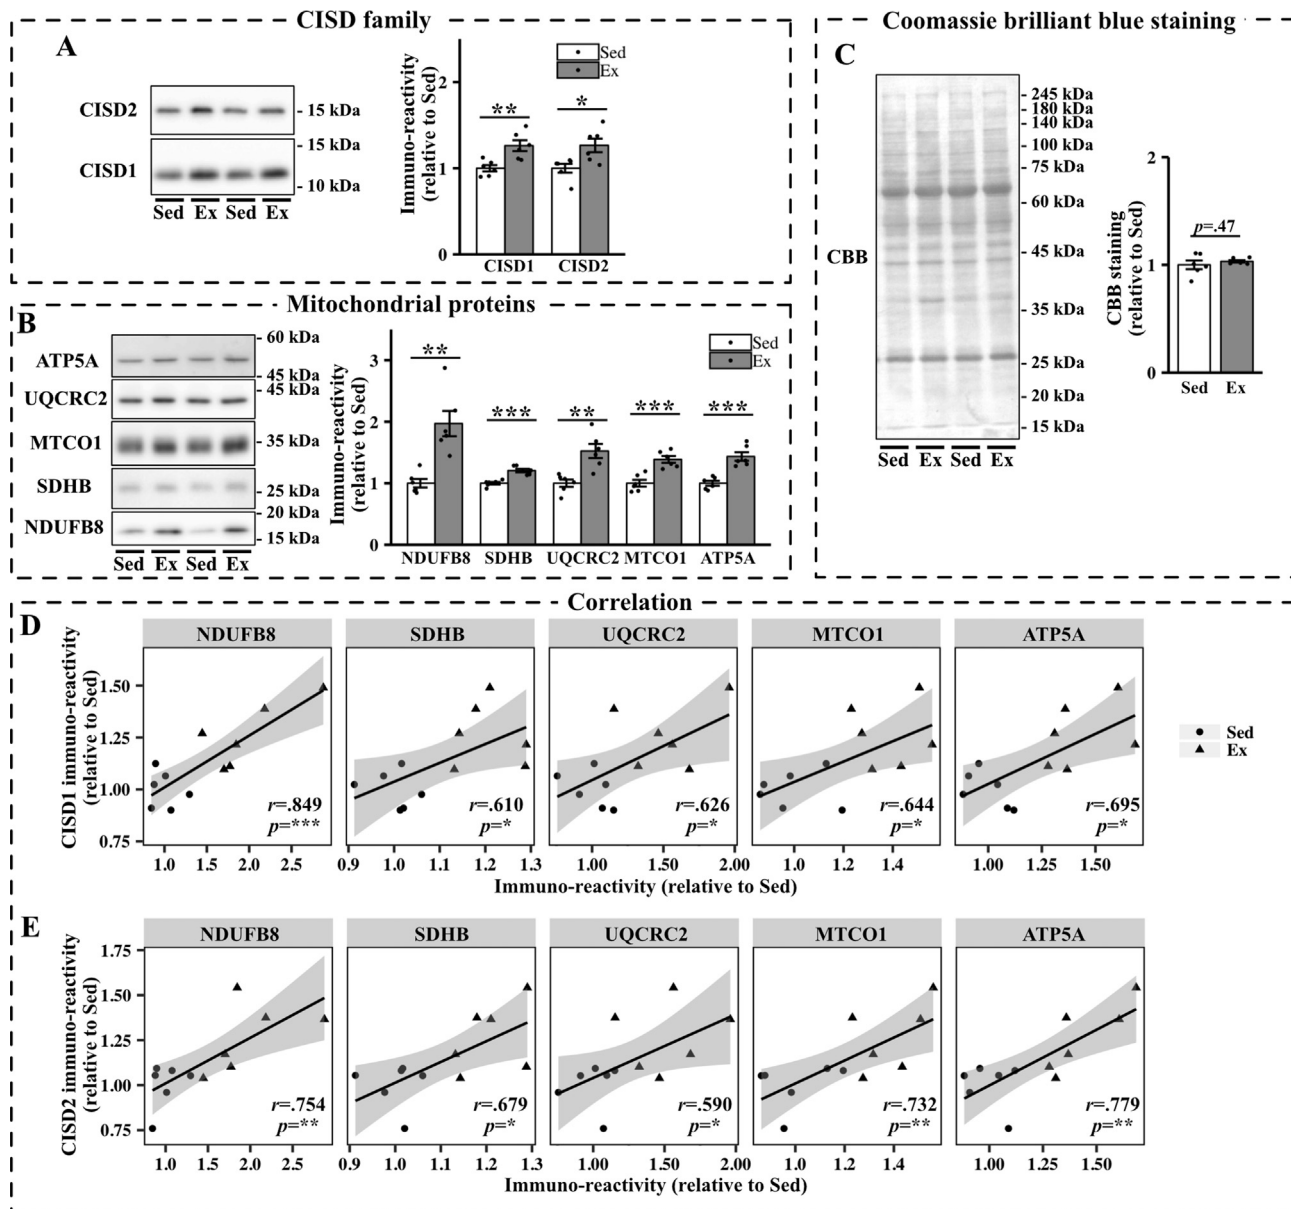 CISD family
A
CISD2
CISD1
- 15 kDa
- 15 kDa
- 10 kDa
Sed Ex Sed Ex
Immuno-reactivity
(relative to Sed)
2
1
0
Sed
Ex
**
*
CISD1 CISD2
Mitochondrial proteins
B
ATP5A
UQCRC2
MTCO1
SDHB
NDUFB8
- 60 kDa
- 45 kDa
- 45 kDa
- 35 kDa
- 25 kDa
- 20 kDa
- 15 kDa
Sed Ex Sed Ex
Immuno-reactivity
(relative to Sed)
3
2
1
0
Sed
Ex
** *** ** *** ***
NDUFB8 SDHB UQCRC2 MTCO1 ATP5A
Coomassie brilliant blue staining
C
CBB
- 245 kDa
- 180 kDa
- 140 kDa
- 100 kDa
- 75 kDa
- 60 kDa
- 45 kDa
- 35 kDa
- 25 kDa
- 20 kDa
- 15 kDa
Sed Ex Sed Ex
CBB staining
(relative to Sed)
2
1
0
p=.47
Sed Ex
Correlation
D
NDUFB8 SDHB UQCRC2 MTCO1 ATP5A
CISD1 immuno-reactivity
(relative to Sed)
1.50
1.25
1.00
0.75
r=.849 r=.610 r=.626 r=.644 r=.695
p=*** p=* p=* p=* p=*
1.0 1.5 2.0 2.5 0.9 1.0 1.1 1.2 1.3 1.00 1.50 2.00 1.0 1.2 1.4 1.00 1.50
Immuno-reactivity (relative to Sed)
Sed
Ex
E
NDUFB8 SDHB UQCRC2 MTCO1 ATP5A
CISD2 immuno-reactivity
(relative to Sed)
1.75
1.50
1.25
1.00
0.75
r=.754 r=.679 r=.590 r=.732 r=.779
p=** p=* p=* p=** p=**
1.0 1.5 2.0 2.5 0.9 1.0 1.1 1.2 1.3 1.00 1.50 2.00 1.0 1.2 1.4 1.00 1.50
Immuno-reactivity (relative to Sed)